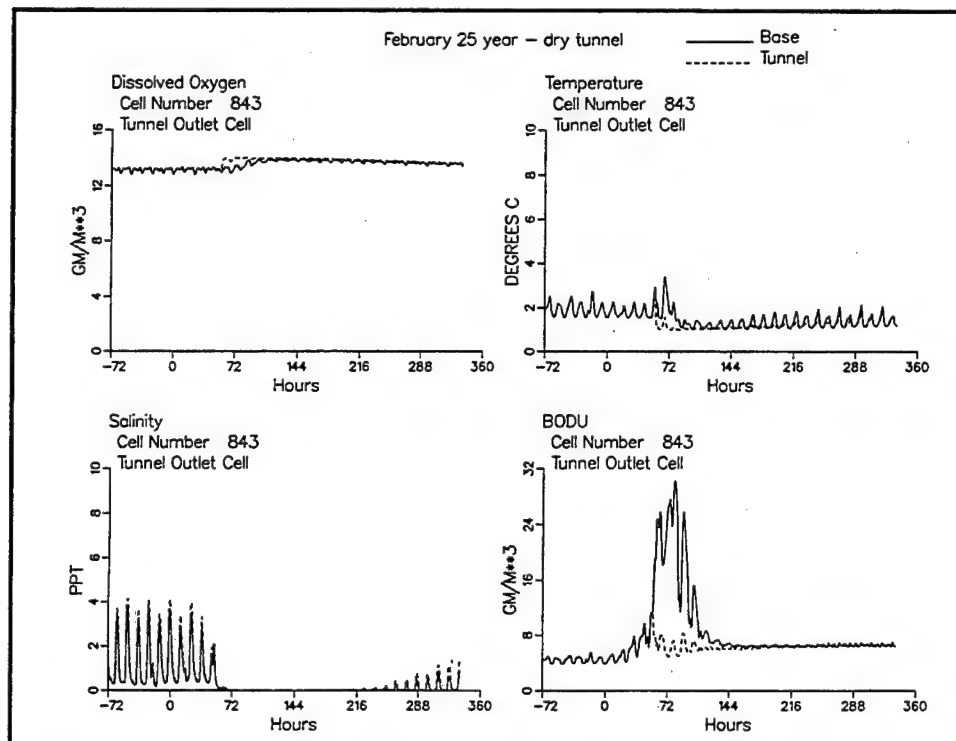 February 25 year – dry tunnel
Base
Tunnel
Dissolved Oxygen
Cell Number 843
Tunnel Outlet Cell
GM/M**3
16
12
8
4
0
-72 0 72 144 216 288 360
Hours
Temperature
Cell Number 843
Tunnel Outlet Cell
DEGREES C
10
8
6
4
2
0
-72 0 72 144 216 288 360
Hours
Salinity
Cell Number 843
Tunnel Outlet Cell
PPT
10
8
6
4
2
0
-72 0 72 144 216 288 360
Hours
BODU
Cell Number 843
Tunnel Outlet Cell
GM/M**3
32
24
16
8
0
-72 0 72 144 216 288 360
Hours